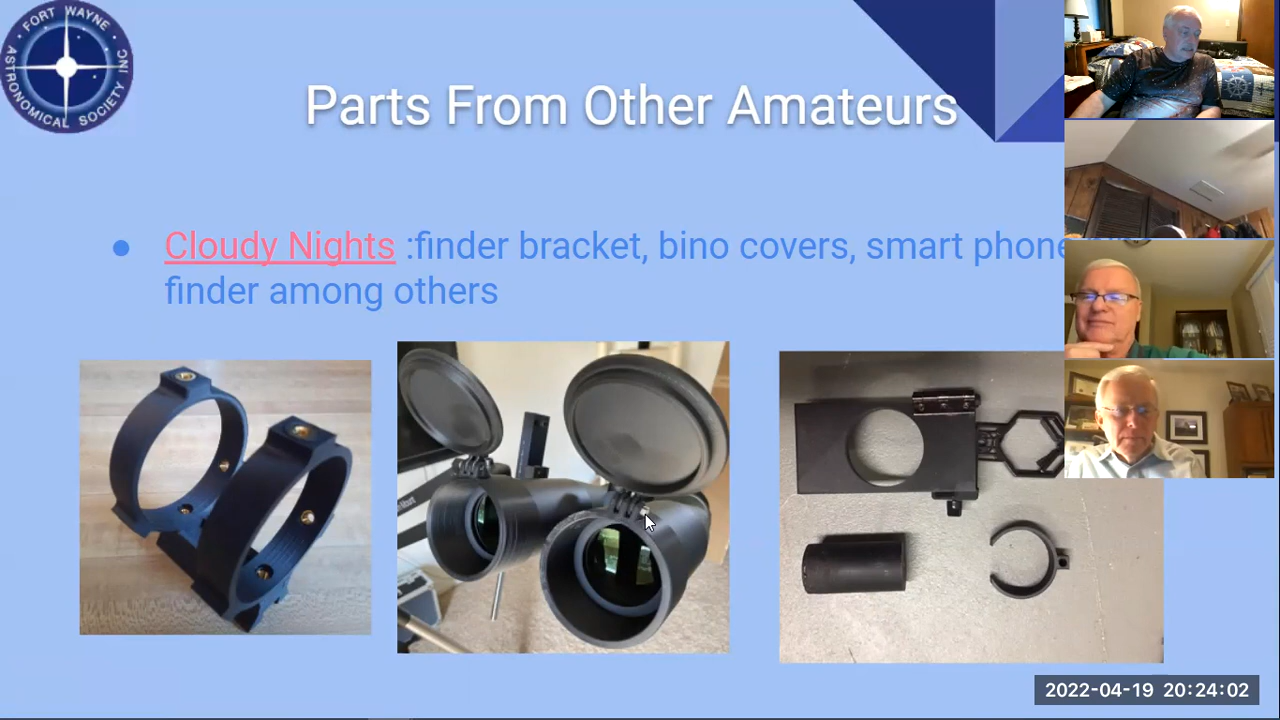 FORT WAYNE
ASTRONOMICAL SOCIETY INC
Parts From Other Amateurs
● Cloudy Nights :finder bracket, bino covers, smart phone
finder among others
2022-04-19 20:24:02